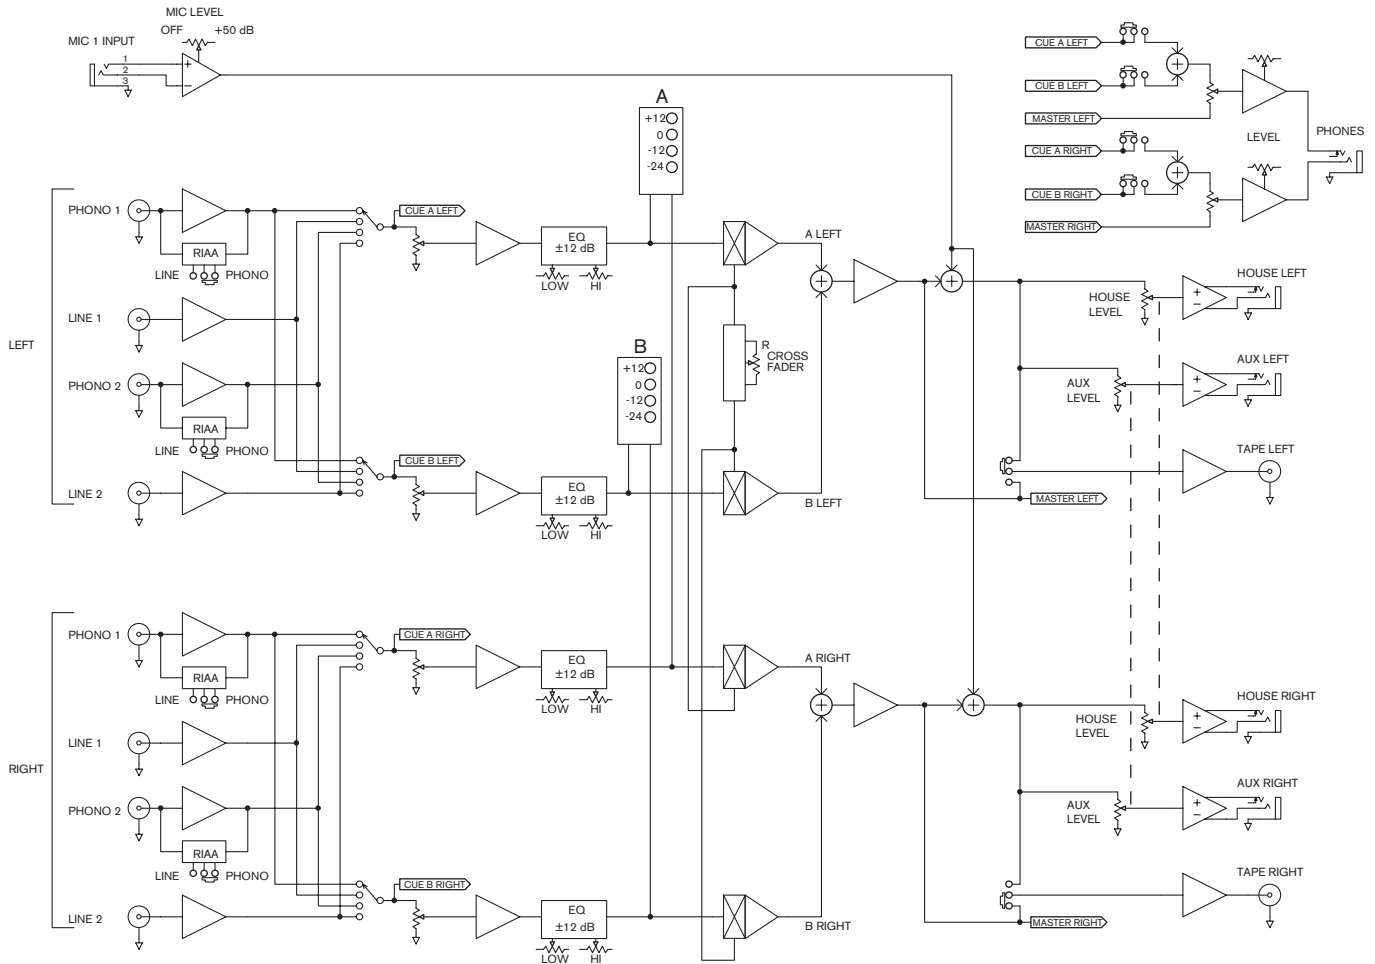 MIC LEVEL
OFF +50 dB
MIC 1 INPUT
1
2
3
+
−
A
+12
0
-12
-24
B
+12
0
-12
-24
LEFT
PHONO 1
RIAA
LINE PHONO
LINE 1
PHONO 2
RIAA
LINE PHONO
LINE 2
CUE A LEFT
EQ
±12 dB
LOW HI
CUE B LEFT
EQ
±12 dB
LOW HI
R
CROSS
FADER
A LEFT
B LEFT
CUE A LEFT
CUE B LEFT
MASTER LEFT
CUE A RIGHT
CUE B RIGHT
MASTER RIGHT
LEVEL
PHONES
HOUSE
LEVEL
+
−
HOUSE LEFT
AUX
LEVEL
+
−
AUX LEFT
TAPE LEFT
MASTER LEFT
RIGHT
PHONO 1
RIAA
LINE PHONO
LINE 1
PHONO 2
RIAA
LINE PHONO
LINE 2
CUE A RIGHT
EQ
±12 dB
LOW HI
CUE B RIGHT
EQ
±12 dB
LOW HI
A RIGHT
B RIGHT
HOUSE
LEVEL
+
−
HOUSE RIGHT
AUX
LEVEL
+
−
AUX RIGHT
TAPE RIGHT
MASTER RIGHT